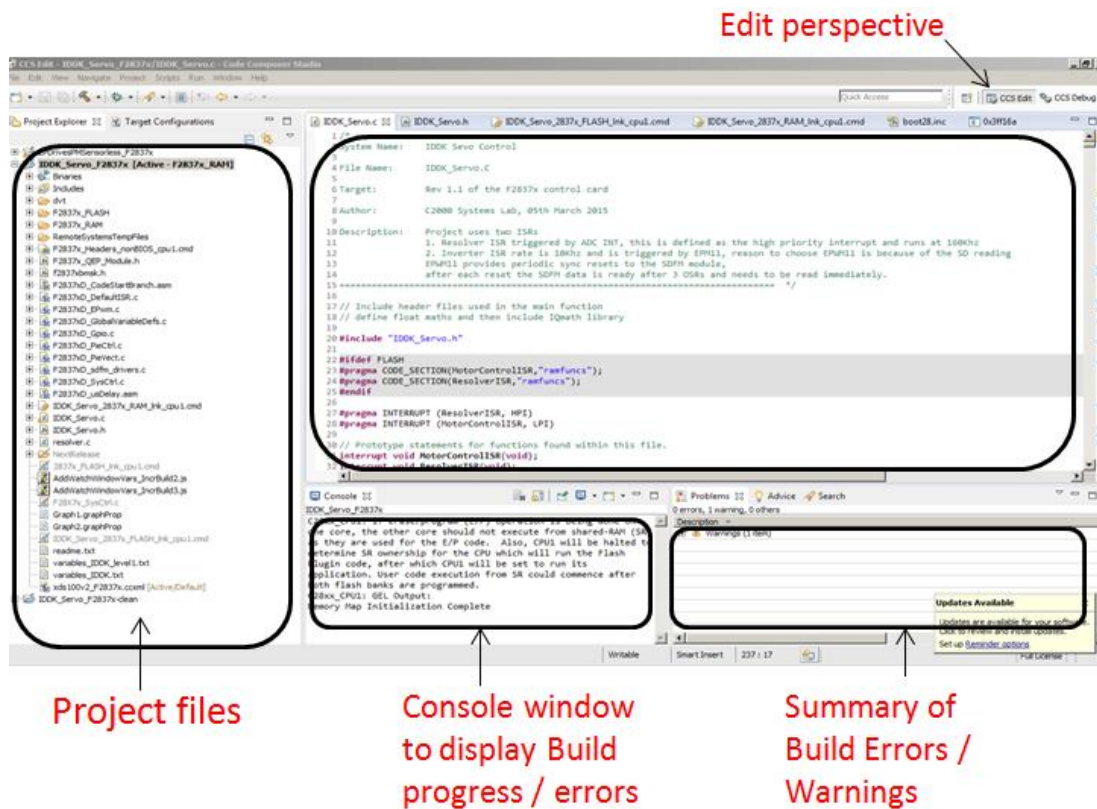 Edit perspective
CCS Edit - IDDK_Servo_F2837x/IDDK_Servo.c - Code Composer Studio
File Edit View Navigate Project Scripts Run Window Help
Quick Access
CCS Edit CCS Debug
Project Explorer Target Configurations
IDDK_Servo_F2837x [Active - F2837x_RAM]
Binaries
Includes
dvt
F2837x_FLASH
F2837x_RAM
RemoteSystemsTempFiles
F2837x_Headers_nonBIOS_cpu1.cmd
F2837x_QEP_Module.h
f2837xbmsk.h
F2837xD_CodeStartBranch.asm
F2837xD_DefaultISR.c
F2837xD_EPwm.c
F2837xD_GlobalVariableDefs.c
F2837xD_Gpio.c
F2837xD_PieCtrl.c
F2837xD_PieVect.c
F2837xD_sdfm_drivers.c
F2837xD_SysCtrl.c
F2837xD_usDelay.asm
IDDK_Servo_2837x_RAM_lnk_cpu1.cmd
IDDK_Servo.c
IDDK_Servo.h
resolver.c
NextRelease
2837x_FLASH_lnk_cpu1.cmd
AddWatchWindowVars_IncrBuild2.js
AddWatchWindowVars_IncrBuild3.js
F28X7x_SysCtrl.c
Graph1.graphProp
Graph2.graphProp
IDDK_Servo_2837x_FLASH_lnk_cpu1.cmd
readme.txt
variables_IDDK_level1.txt
variables_IDDK.txt
xds100v2_F2837x.ccxml [Active/Default]
IDDK_Servo_F2837x-clean
IDDK_Servo.c IDDK_Servo.h IDDK_Servo_2837x_FLASH_lnk_cpu1.cmd IDDK_Servo_2837x_RAM_lnk_cpu1.cmd boot28.inc 0x3ff16a
1 /*
System Name: IDDK Sevo Control
3
4 File Name: IDDK_Servo.C
5
6 Target: Rev 1.1 of the F2837x control card
7
8 Author: C2000 Systems Lab, 05th March 2015
9
10 Description: Project uses two ISRs
11 1. Resolver ISR triggered by ADC INT, this is defined as the high priority interrupt and runs at 160Khz
12 2. Inverter ISR rate is 10Khz and is triggered by EPM11, reason to choose EPWM11 is because of the SD reading
13 EPWM11 provides periodic sync resets to the SDFM module,
14 after each reset the SDFM data is ready after 3 OSRs and needs to be read immediately.
15 ================================================================================= */
16
17 // Include header files used in the main function
18 // define float maths and then include IQmath library
19
20 #include "IDDK_Servo.h"
21
22 #ifdef FLASH
23 #pragma CODE_SECTION(MotorControlISR,"ramfuncs");
24 #pragma CODE_SECTION(ResolverISR,"ramfuncs");
25 #endif
26
27 #pragma INTERRUPT (ResolverISR, HPI)
28 #pragma INTERRUPT (MotorControlISR, LPI)
29
30 // Prototype statements for functions found within this file.
31 interrupt void MotorControlISR(void);
32 interrupt void ResolverISR(void);
Console
IDDK_Servo_F2837x
one core, the other core should not execute from shared-RAM (SR)
as they are used for the E/P code. Also, CPU1 will be halted to
determine SR ownership for the CPU which will run the Flash
Plugin code, after which CPU1 will be set to run its
application. User code execution from SR could commence after
both flash banks are programmed.
C28xx_CPU1: GEL Output:
Memory Map Initialization Complete
Problems Advice Search
0 errors, 1 warning, 0 others
Description
Warnings (1 item)
Updates Available
Updates are available for your software.
Click to review and install updates.
Set up Reminder options
Writable Smart Insert 237 : 17 Full License
Project files
Console window
to display Build
progress / errors
Summary of
Build Errors /
Warnings